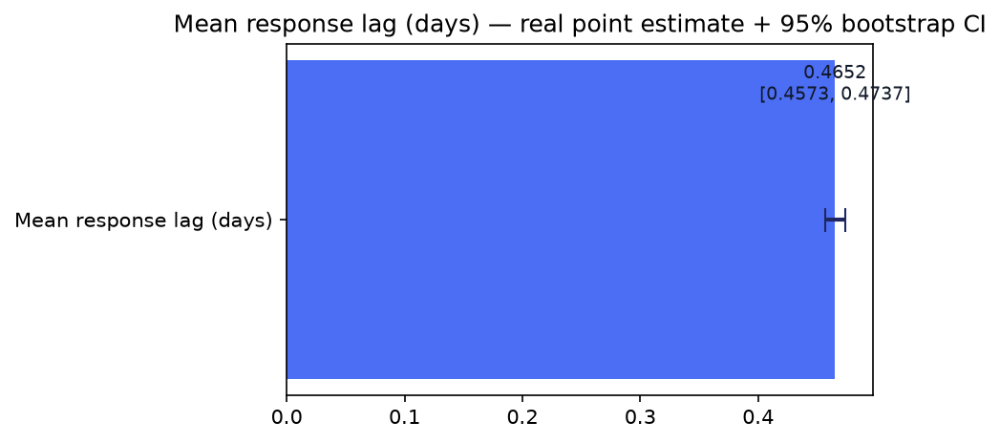 Mean response lag (days) — real point estimate + 95% bootstrap CI
0.4652
[0.4573, 0.4737]
Mean response lag (days)
0.0 0.1 0.2 0.3 0.4